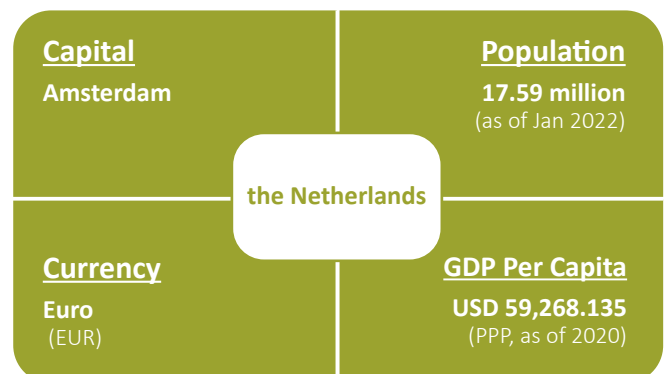 Capital
Amsterdam
Population
17.59 million
(as of Jan 2022)
the Netherlands
Currency
Euro
(EUR)
GDP Per Capita
USD 59,268.135
(PPP, as of 2020)